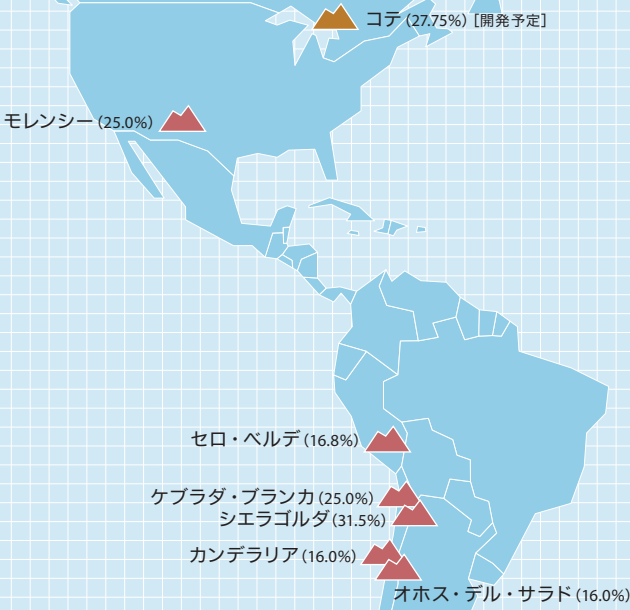 コテ(27.75%)[開発予定]
モレンシー(25.0%)
セロ・ベルデ(16.8%)
ケブラダ・ブランカ(25.0%)
シエラゴルダ(31.5%)
カンデラリア(16.0%)
オホス・デル・サラド(16.0%)